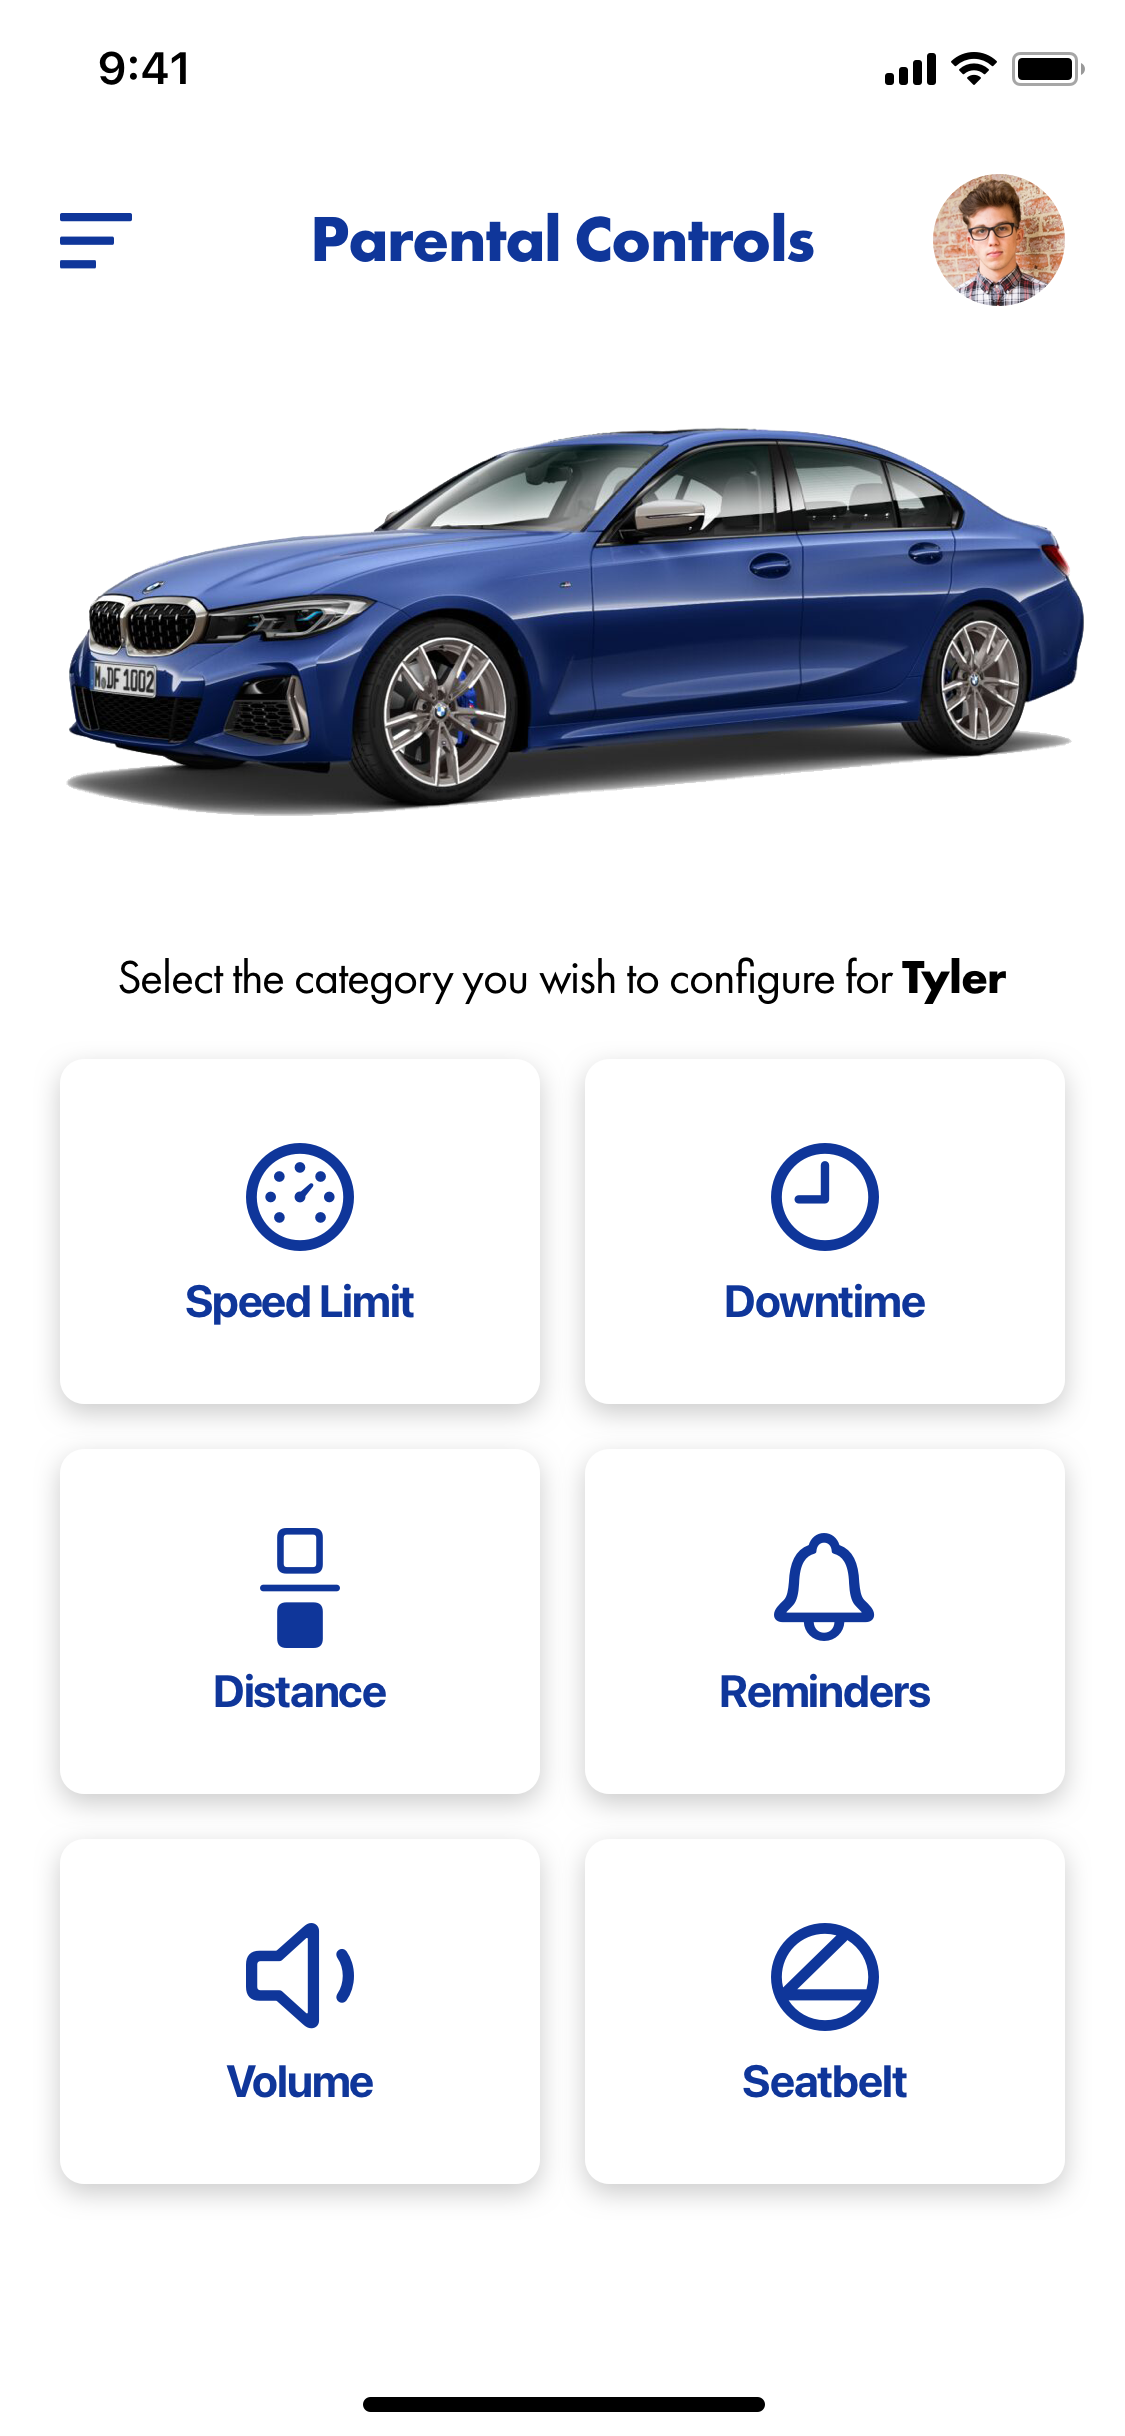 9:41
Parental Controls
M DF 1002
Select the category you wish to configure for Tyler
Speed Limit
Downtime
Distance
Reminders
Volume
Seatbelt